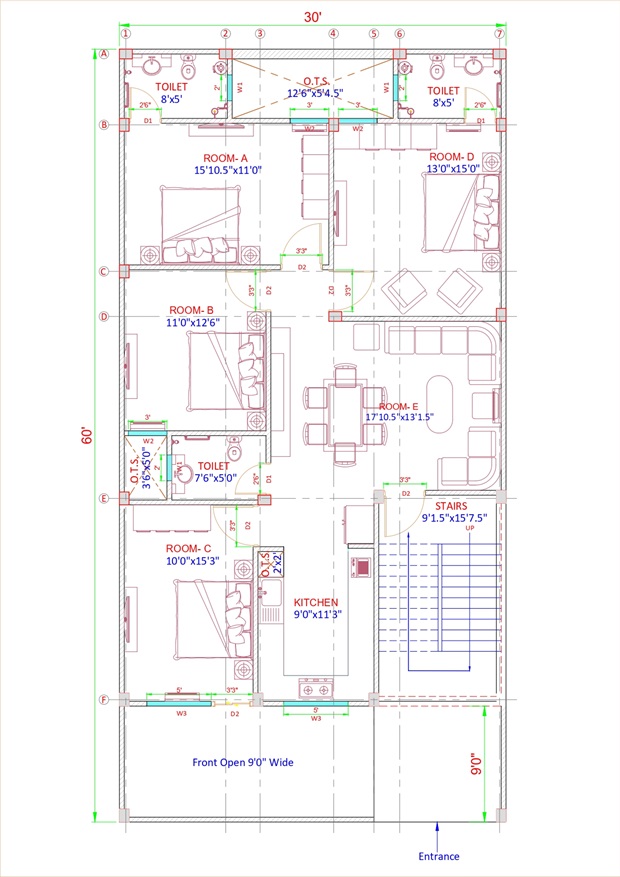 30'
1 2 3 4 5 6 7
A
TOILET
8'x5'
2'
W1
O.T.S.
12'6"x5'4.5"
W1
2'
TOILET
8'x5'
2'6"
3'
3'
2'6"
B
D1
W2
W2
D1
ROOM- A
15'10.5"x11'0"
ROOM- D
13'0"x15'0"
3'3"
D2
C
3'3"
D2
D2
3'3"
D
ROOM- B
11'0"x12'6"
60'
ROOM- E
17'10.5"x13'1.5"
3'
W2
O.T.S.
3'6"x5'0"
2'
W1
TOILET
7'6"x5'0"
2'6"
D1
3'3"
D2
E
STAIRS
9'1.5"x15'7.5"
UP
3'3"
D2
ROOM- C
10'0"x15'3"
O.T.S.
2'x2'
KITCHEN
9'0"x11'3"
F
5'
3'3"
W3
D2
5'
W3
Front Open 9'0" Wide
9'0"
Entrance